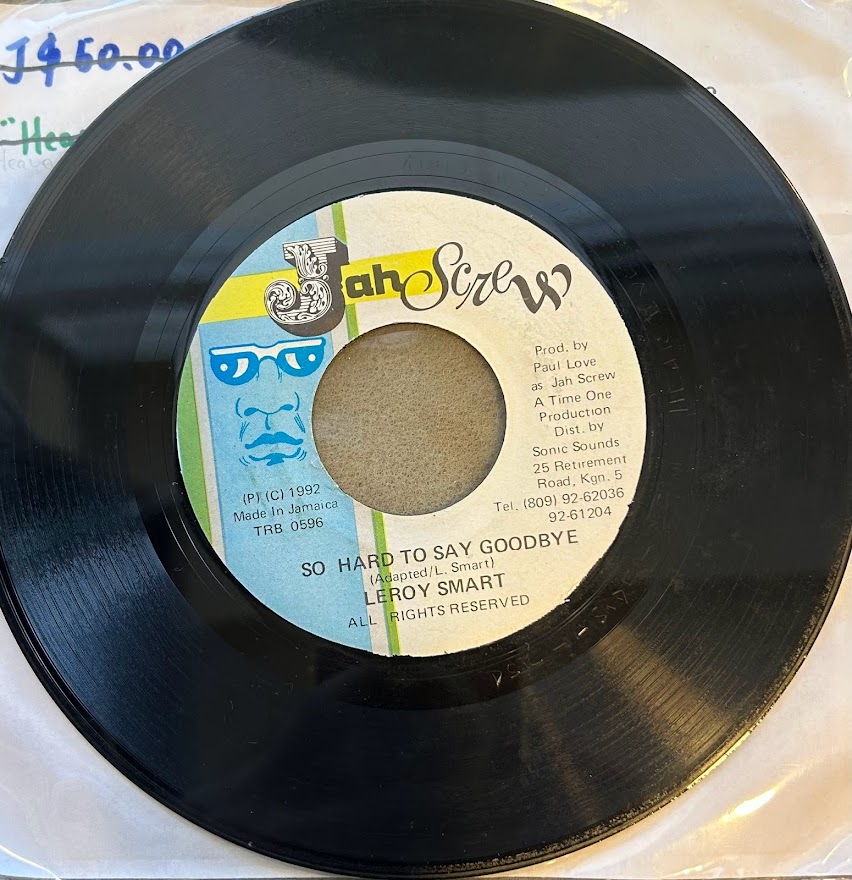 J$50.00
"Hea
Jah Screw
Prod. by
Paul Love
as Jah Screw
A Time One
Production
Dist. by
Sonic Sounds
25 Retirement
Road, Kgn. 5
Tel. (809) 92-62036
92-61204
(P) (C) 1992
Made In Jamaica
TRB 0596
SO HARD TO SAY GOODBYE
(Adapted/L. Smart)
LEROY SMART
ALL RIGHTS RESERVED